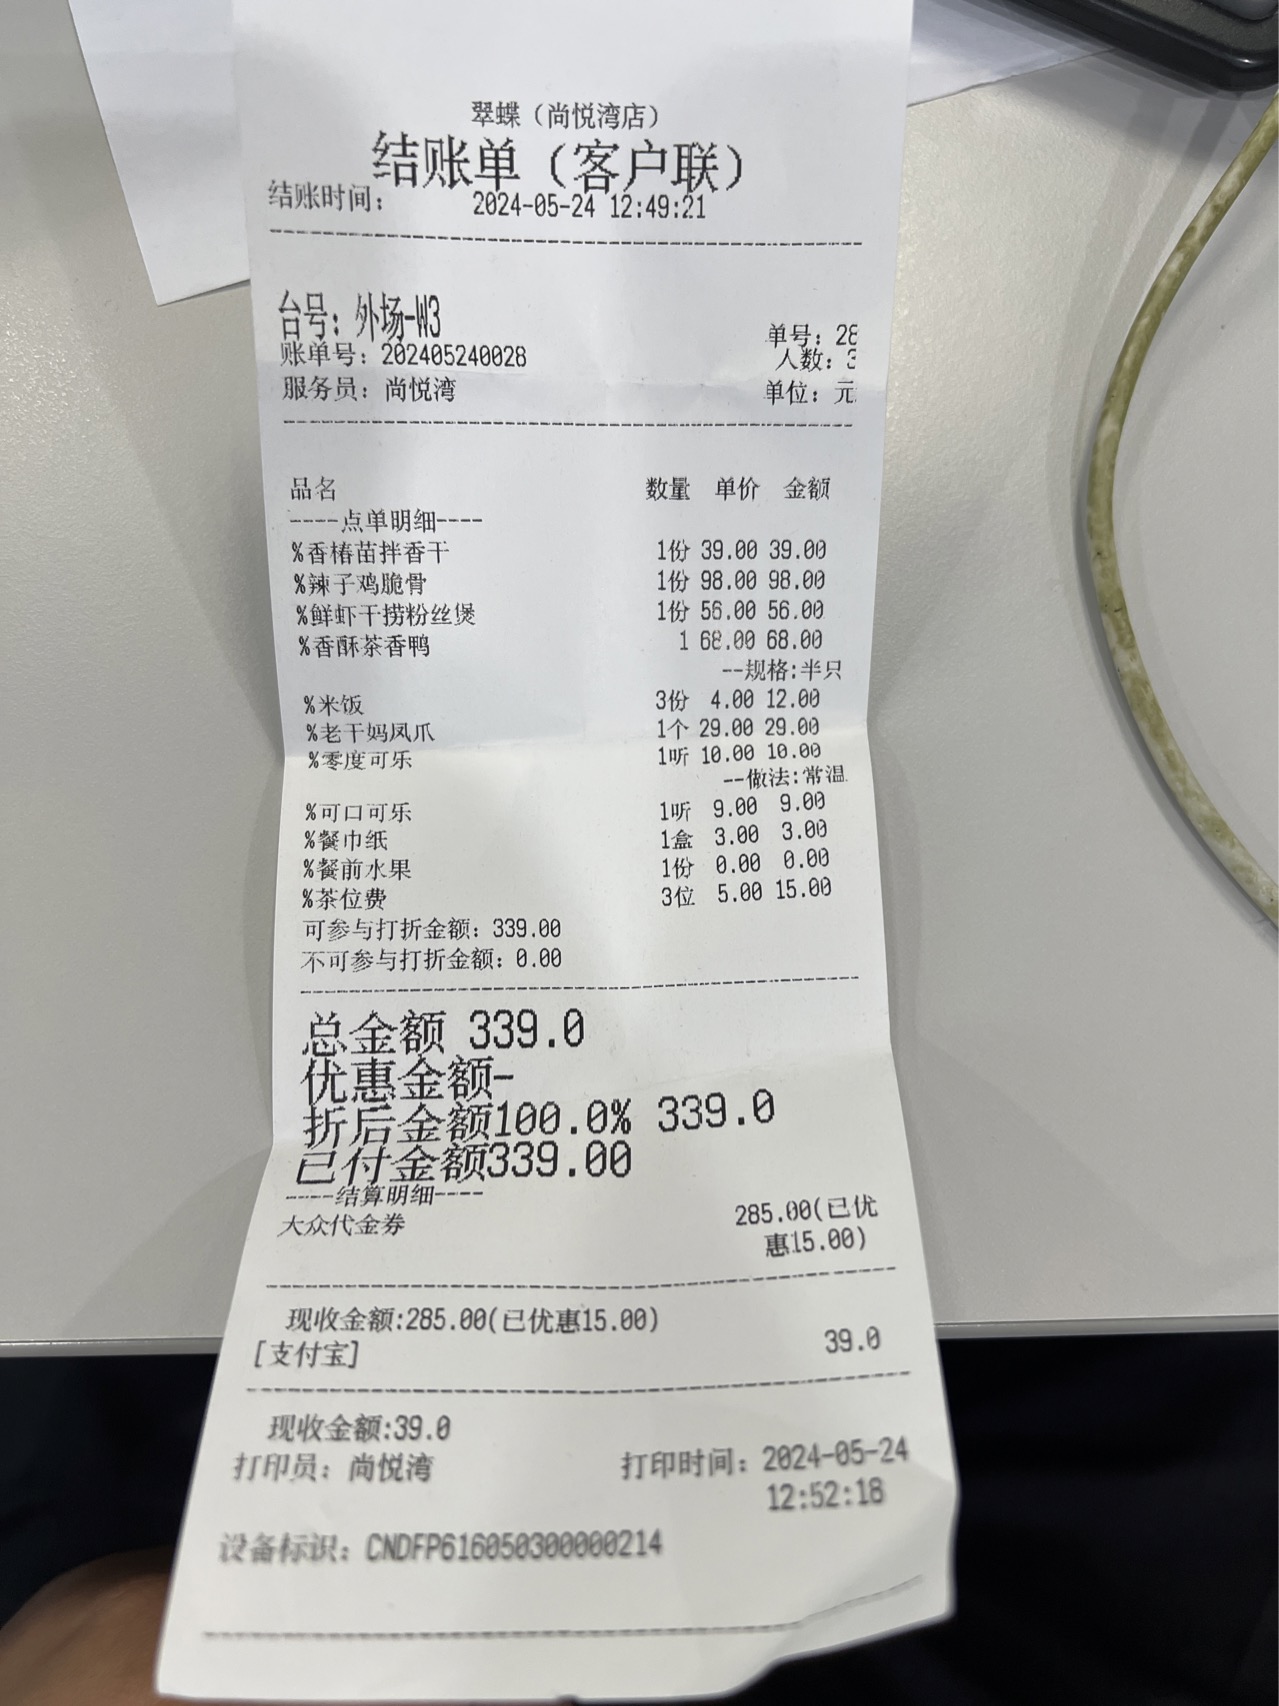 翠蝶（尚悦湾店）
结账单（客户联）
结账时间： 2024-05-24 12:49:21
台号：外场-W3
单号：28
账单号：202405240028 人数：3
服务员：尚悦湾 单位：元
品名 数量 单价 金额
----点单明细----
%香椿苗拌香干 1份 39.00 39.00
%辣子鸡脆骨 1份 98.00 98.00
%鲜虾干捞粉丝煲 1份 56.00 56.00
%香酥茶香鸭 1 68.00 68.00
--规格:半只
%米饭 3份 4.00 12.00
%老干妈凤爪 1个 29.00 29.00
%零度可乐 1听 10.00 10.00
--做法:常温
%可口可乐 1听 9.00 9.00
%餐巾纸 1盒 3.00 3.00
%餐前水果 1份 0.00 0.00
%茶位费 3位 5.00 15.00
可参与打折金额：339.00
不可参与打折金额：0.00
总金额 339.0
优惠金额-
折后金额100.0% 339.0
已付金额339.00
----结算明细----
大众代金券 285.00(已优
惠15.00)
现收金额:285.00(已优惠15.00)
[支付宝] 39.0
现收金额:39.0
打印员：尚悦湾 打印时间：2024-05-24
12:52:18
设备标识：CNDFP616050300000214